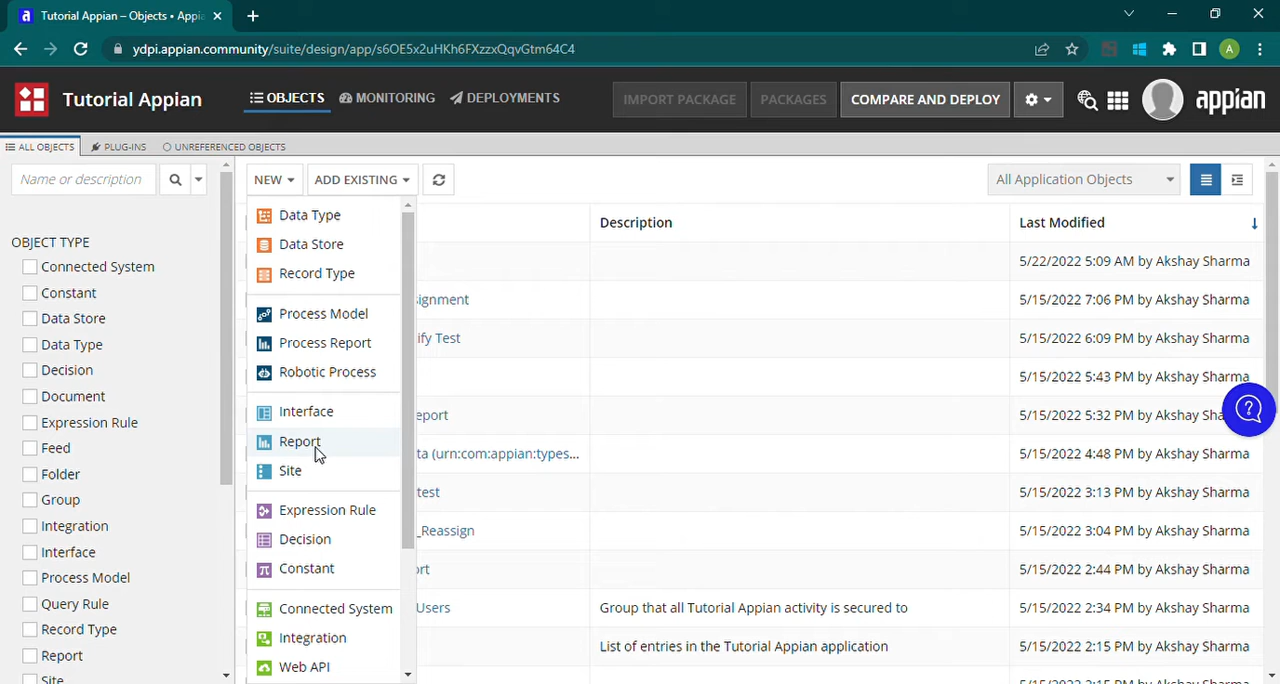 Tutorial Appian – Objects • Appia
ydpi.appian.community/suite/design/app/s6OE5x2uHKh6FXzzxQqvGtm64C4
A
Tutorial Appian
OBJECTS
MONITORING
DEPLOYMENTS
IMPORT PACKAGE
PACKAGES
COMPARE AND DEPLOY
appian
ALL OBJECTS
PLUG-INS
UNREFERENCED OBJECTS
Name or description
NEW
ADD EXISTING
All Application Objects
OBJECT TYPE
Connected System
Constant
Data Store
Data Type
Decision
Document
Expression Rule
Feed
Folder
Group
Integration
Interface
Process Model
Query Rule
Record Type
Report
Site
Data Type
Data Store
Record Type
Process Model
Process Report
Robotic Process
Interface
Report
Site
Expression Rule
Decision
Constant
Connected System
Integration
Web API
Description
Last Modified
5/22/2022 5:09 AM by Akshay Sharma
ignment
5/15/2022 7:06 PM by Akshay Sharma
ify Test
5/15/2022 6:09 PM by Akshay Sharma
5/15/2022 5:43 PM by Akshay Sharma
eport
5/15/2022 5:32 PM by Akshay Sha
ta (urn:com:appian:types...
5/15/2022 4:48 PM by Akshay Sharma
test
5/15/2022 3:13 PM by Akshay Sharma
_Reassign
5/15/2022 3:04 PM by Akshay Sharma
ort
5/15/2022 2:44 PM by Akshay Sharma
Users
Group that all Tutorial Appian activity is secured to
5/15/2022 2:34 PM by Akshay Sharma
List of entries in the Tutorial Appian application
5/15/2022 2:15 PM by Akshay Sharma
5/15/2022 2:15 PM by Akshay Sharma